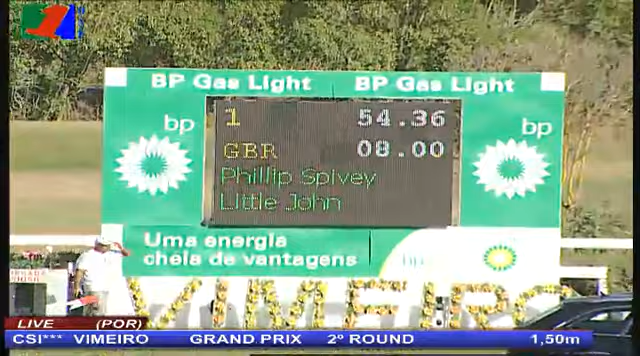 BP Gas Light BP Gas Light
1 54.36
bp bp
GBR 08.00
Phillip Spivey
Little John
Uma energia
cheia de vantagens
bp
VIMEIRO
LIVE (POR)
CSI*** VIMEIRO GRAND PRIX 2º ROUND 1,50m